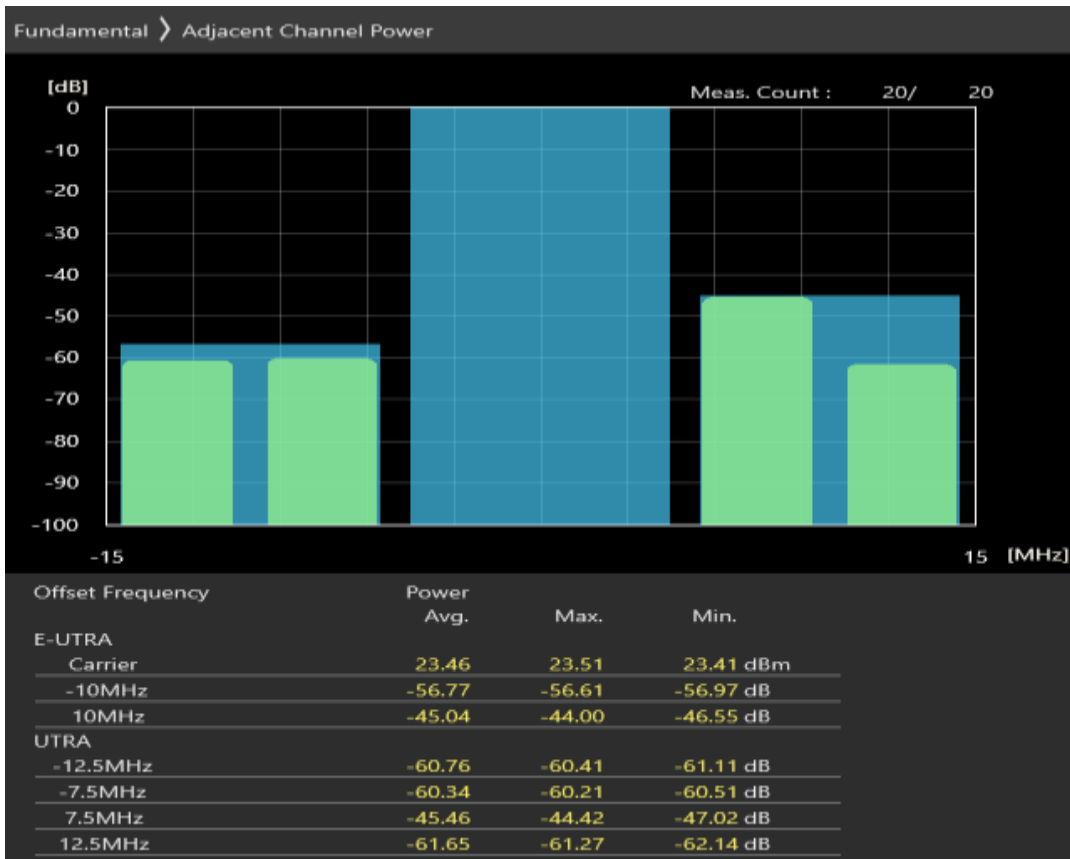 Fundamental 〉 Adjacent Channel Power
[dB]
Meas. Count : 20/ 20
0
-10
-20
-30
-40
-50
-60
-70
-80
-90
-100
-15 15 [MHz]
Offset Frequency Power
Avg. Max. Min.
E-UTRA
Carrier 23.46 23.51 23.41 dBm
-10MHz -56.77 -56.61 -56.97 dB
10MHz -45.04 -44.00 -46.55 dB
UTRA
-12.5MHz -60.76 -60.41 -61.11 dB
-7.5MHz -60.34 -60.21 -60.51 dB
7.5MHz -45.46 -44.42 -47.02 dB
12.5MHz -61.65 -61.27 -62.14 dB